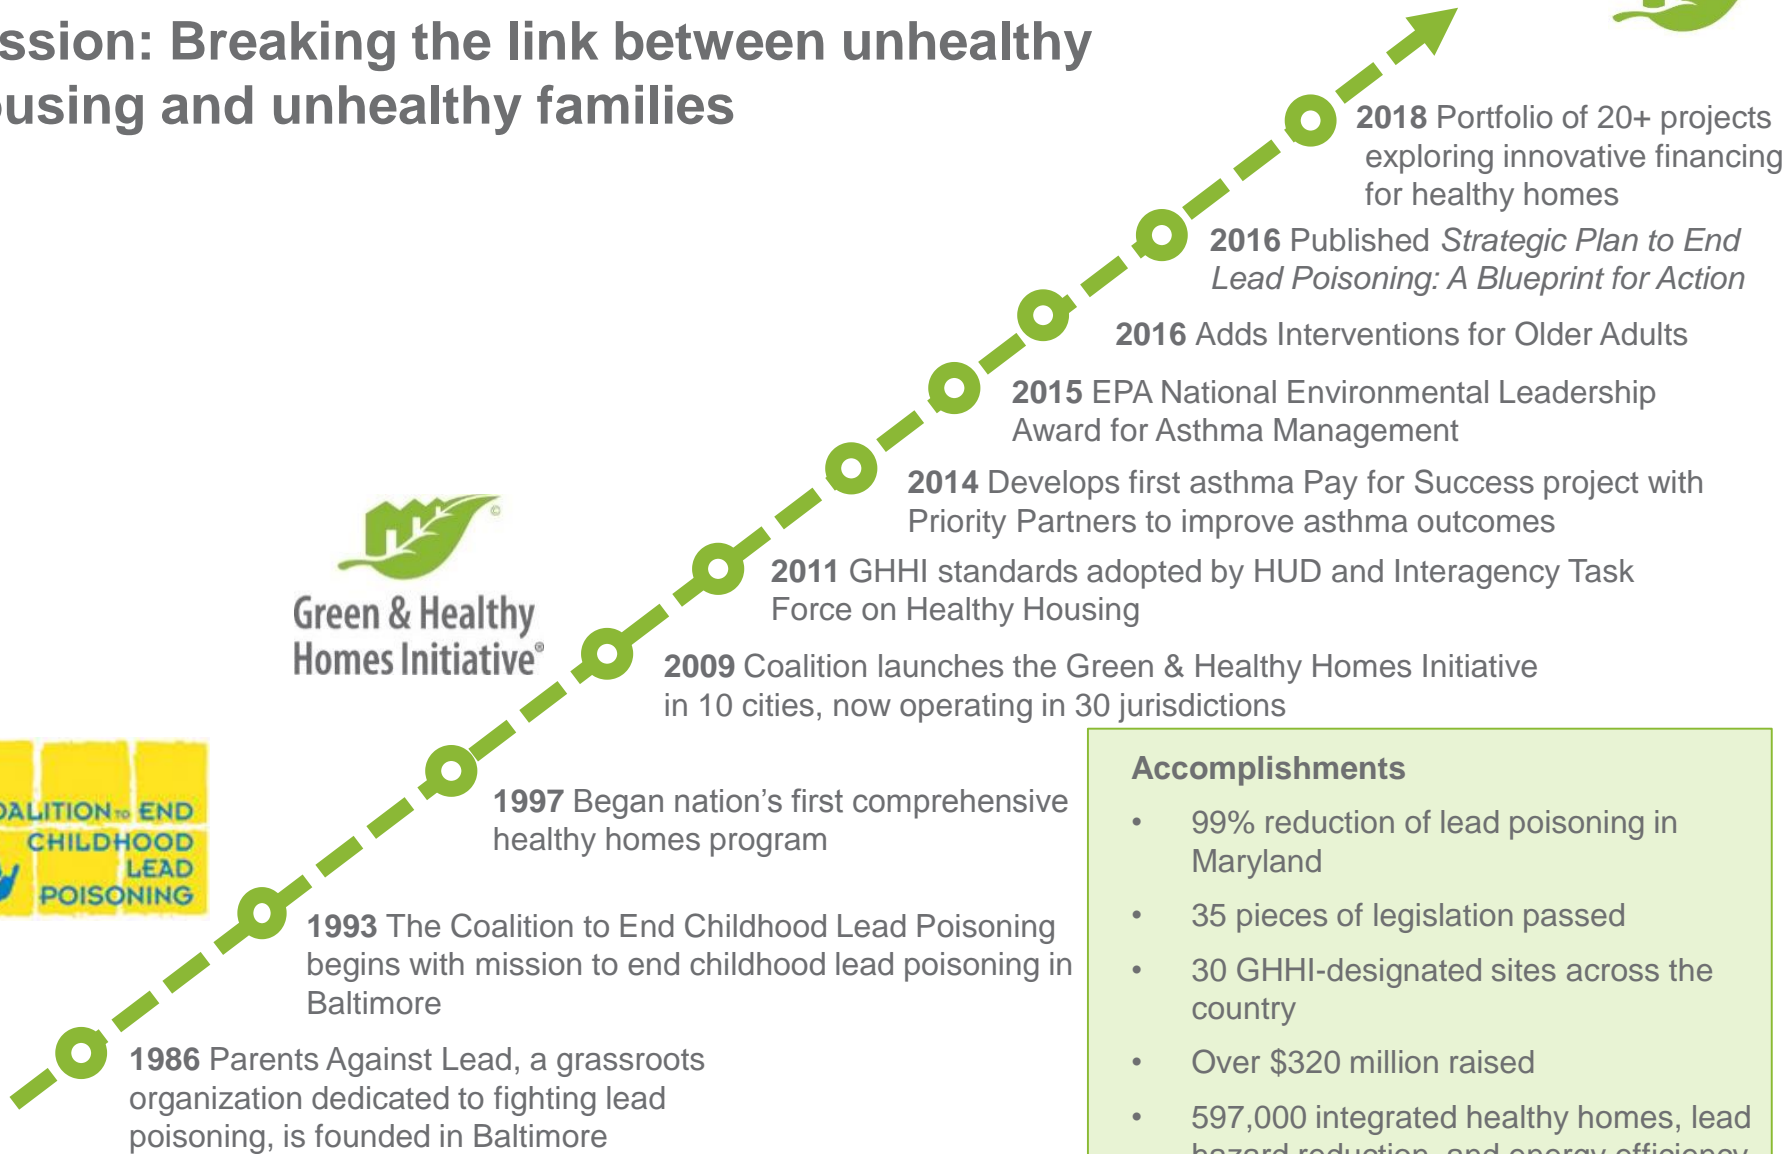 ssion: Breaking the link between unhealthy
ousing and unhealthy families
2018 Portfolio of 20+ projects
exploring innovative financing
for healthy homes
2016 Published Strategic Plan to End
Lead Poisoning: A Blueprint for Action
2016 Adds Interventions for Older Adults
2015 EPA National Environmental Leadership
Award for Asthma Management
2014 Develops first asthma Pay for Success project with
Priority Partners to improve asthma outcomes
©
Green & Healthy
Homes Initiative®
2011 GHHI standards adopted by HUD and Interagency Task
Force on Healthy Housing
2009 Coalition launches the Green & Healthy Homes Initiative
in 10 cities, now operating in 30 jurisdictions
OALITION TO END
CHILDHOOD
LEAD
POISONING
1997 Began nation’s first comprehensive
healthy homes program
1993 The Coalition to End Childhood Lead Poisoning
begins with mission to end childhood lead poisoning in
Baltimore
1986 Parents Against Lead, a grassroots
organization dedicated to fighting lead
poisoning, is founded in Baltimore
Accomplishments
• 99% reduction of lead poisoning in
Maryland
• 35 pieces of legislation passed
• 30 GHHI-designated sites across the
country
• Over $320 million raised
• 597,000 integrated healthy homes, lead
hazard reduction, and energy efficiency